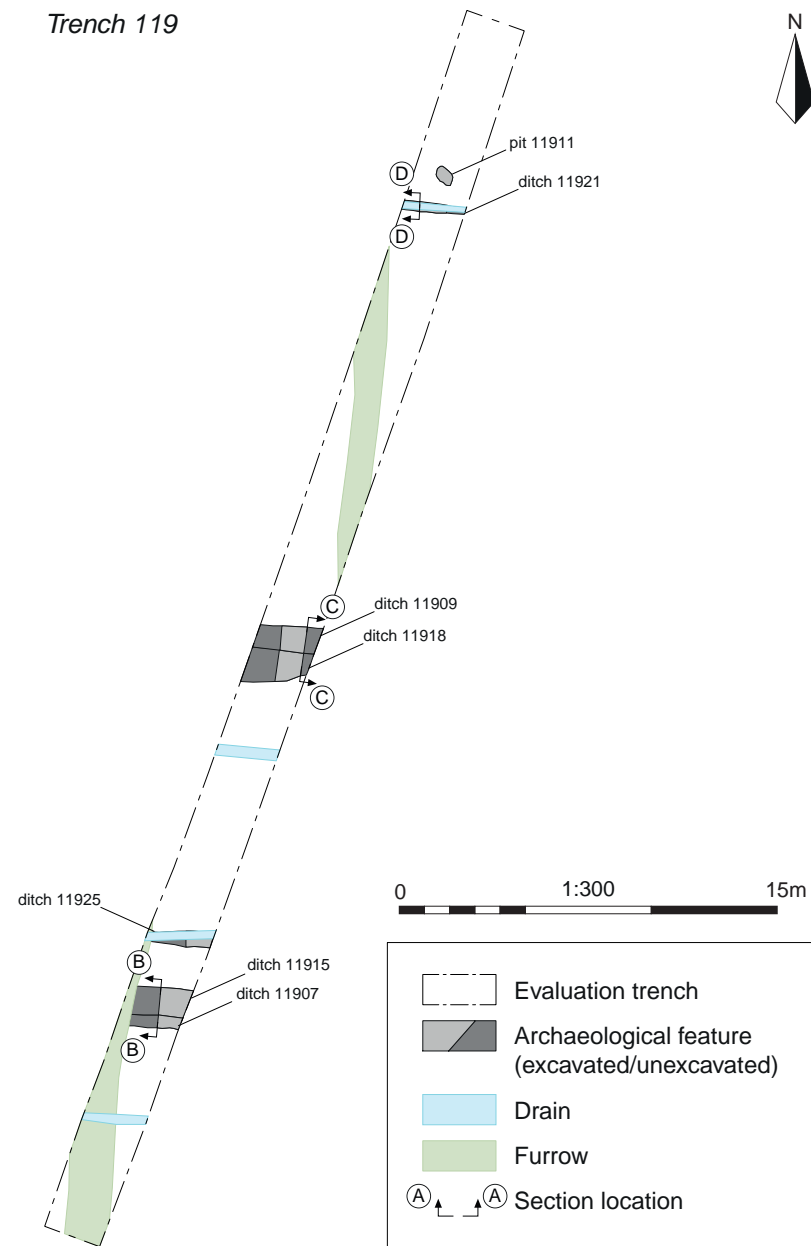 Trench 119
N
pit 11911
D
ditch 11921
D
C
ditch 11909
ditch 11918
C
ditch 11925
B
ditch 11915
ditch 11907
B
0 1:300 15m
Evaluation trench
Archaeological feature
(excavated/unexcavated)
Drain
Furrow
A A Section location